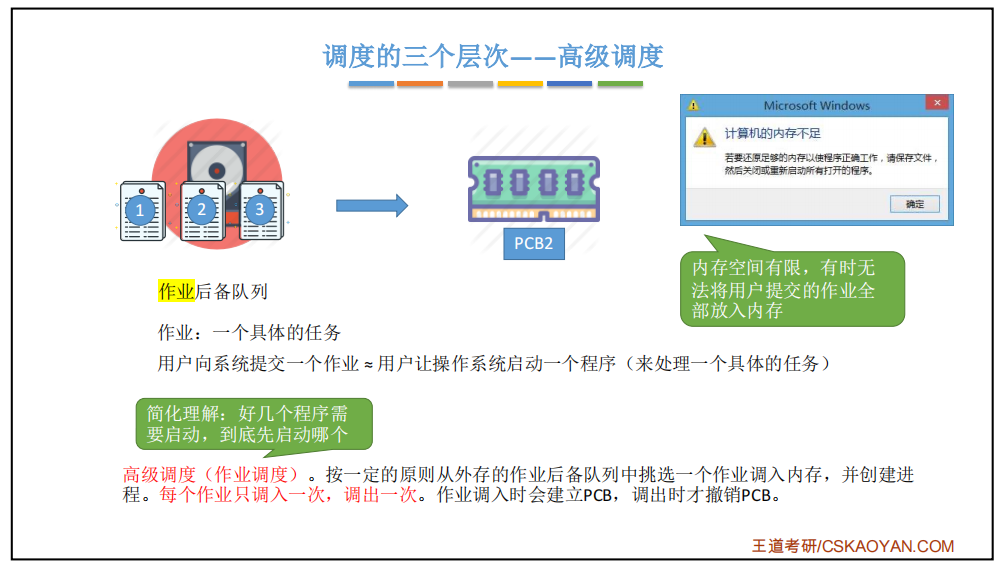 调度的三个层次——高级调度
Microsoft Windows
计算机的内存不足
若要还原足够的内存以使程序正确工作，请保存文件，
然后关闭或重新启动所有打开的程序。
确定
1
2
3
PCB2
内存空间有限，有时无
法将用户提交的作业全
部放入内存
作业后备队列
作业：一个具体的任务
用户向系统提交一个作业 ≈ 用户让操作系统启动一个程序（来处理一个具体的任务）
简化理解：好几个程序需
要启动，到底先启动哪个
高级调度（作业调度）。按一定的原则从外存的作业后备队列中挑选一个作业调入内存，并创建进
程。每个作业只调入一次，调出一次。作业调入时会建立PCB，调出时才撤销PCB。
王道考研/CSKAOYAN.COM